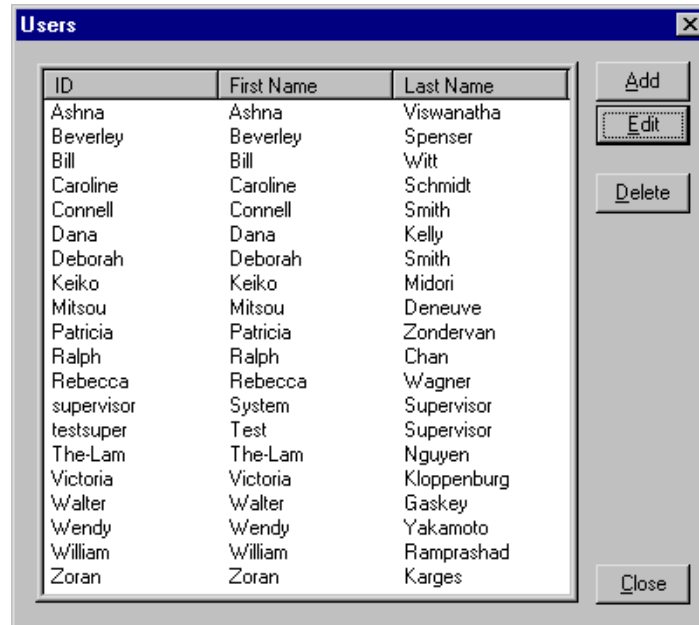 Users
ID First Name Last Name
Ashna Ashna Viswanatha
Beverley Beverley Spenser
Bill Bill Witt
Caroline Caroline Schmidt
Connell Connell Smith
Dana Dana Kelly
Deborah Deborah Smith
Keiko Keiko Midori
Mitsou Mitsou Deneuve
Patricia Patricia Zondervan
Ralph Ralph Chan
Rebecca Rebecca Wagner
supervisor System Supervisor
testsuper Test Supervisor
The-Lam The-Lam Nguyen
Victoria Victoria Kloppenburg
Walter Walter Gaskey
Wendy Wendy Yakamoto
William William Ramprashad
Zoran Zoran Karges
Add
Edit
Delete
Close